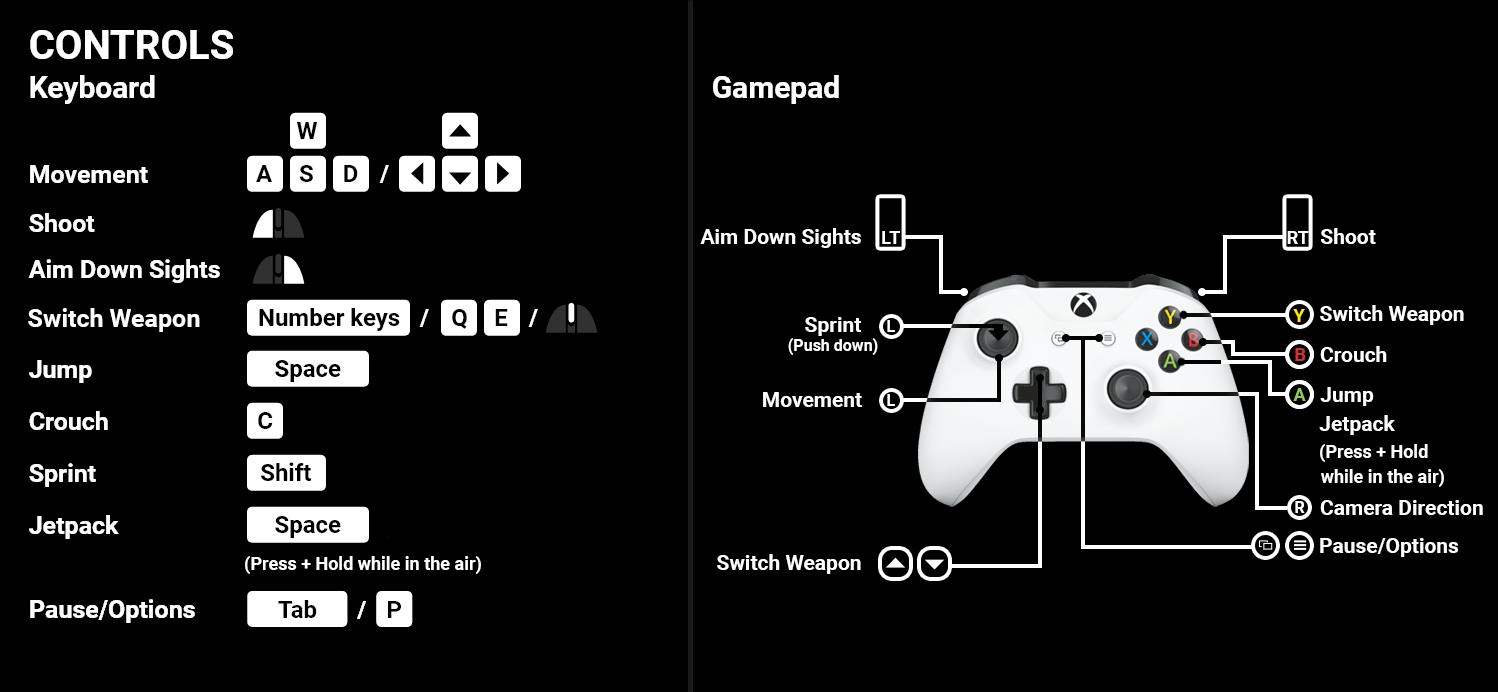 CONTROLS
Keyboard
W
Movement A S D /
Shoot
Aim Down Sights
Switch Weapon Number keys / Q E /
Jump Space
Crouch C
Sprint Shift
Jetpack Space
(Press + Hold while in the air)
Pause/Options Tab / P
Gamepad
Aim Down Sights LT
RT Shoot
Sprint L
(Push down)
Movement L
Y
X B
A
Y Switch Weapon
B Crouch
A Jump
Jetpack
(Press + Hold
while in the air)
R Camera Direction
Pause/Options
Switch Weapon